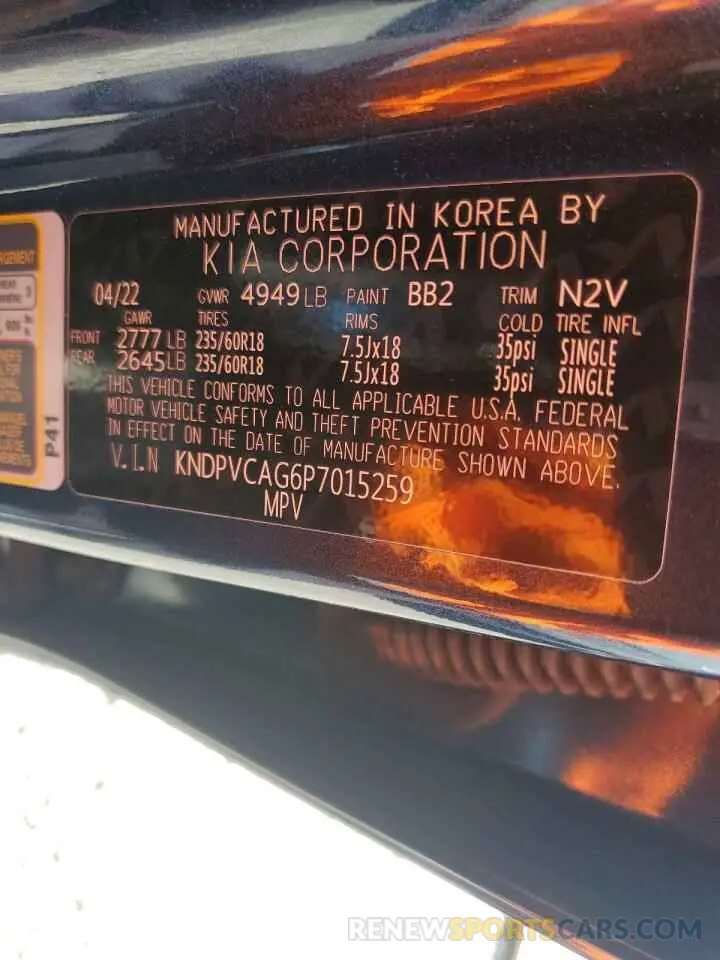 MANUFACTURED IN KOREA BY
KIA CORPORATION
04/22 GVWR 4949 LB PAINT BB2 TRIM N2V
GAWR TIRES RIMS COLD TIRE INFL
FRONT 2777 LB 235/60R18 7.5Jx18 35psi SINGLE
REAR 2645LB 235/60R18 7.5Jx18 35psi SINGLE
THIS VEHICLE CONFORMS TO ALL APPLICABLE U.S.A. FEDERAL
MOTOR VEHICLE SAFETY AND THEFT PREVENTION STANDARDS
IN EFFECT ON THE DATE OF MANUFACTURE SHOWN ABOVE.
V.I.N KNDPVCAG6P7015259
MPV
P41
RENEWSPORTSCARS.COM